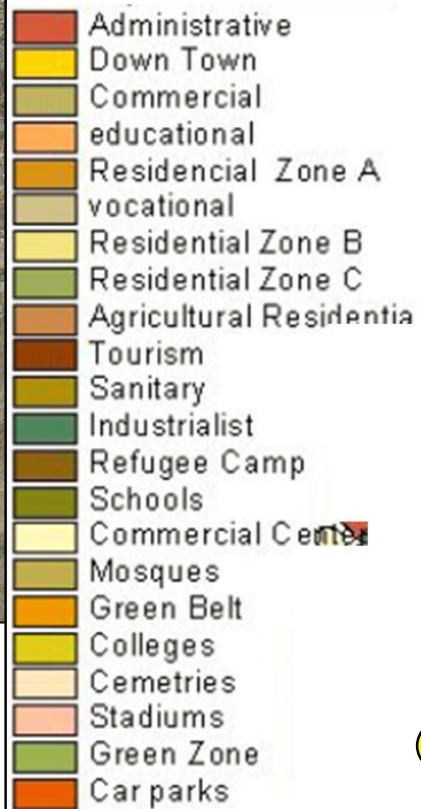 Administrative
Down Town
Commercial
educational
Residencial Zone A
vocational
Residential Zone B
Residential Zone C
Agricultural Residentia
Tourism
Sanitary
Industrialist
Refugee Camp
Schools
Commercial Center
Mosques
Green Belt
Colleges
Cemetries
Stadiums
Green Zone
Car parks